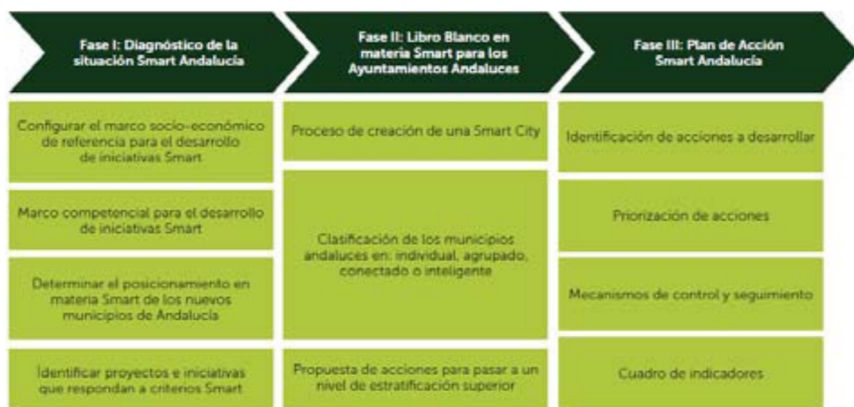 Fase I: Diagnóstico de la
situación Smart Andalucía
Fase II: Libro Blanco en
materia Smart para los
Ayuntamientos Andaluces
Fase III: Plan de Acción
Smart Andalucía
Configurar el marco socio-económico
de referencia para el desarrollo
de iniciativas Smart
Marco competencial para el desarrollo
de iniciativas Smart
Determinar el posicionamiento en
materia Smart de los nuevos
municipios de Andalucía
Identificar proyectos e iniciativas
que respondan a criterios Smart
Proceso de creación de una Smart City
Clasificación de los municipios
andaluces en: individual, agrupado,
conectado o inteligente
Propuesta de acciones para pasar a un
nivel de estratificación superior
Identificación de acciones a desarrollar
Priorización de acciones
Mecanismos de control y seguimiento
Cuadro de indicadores